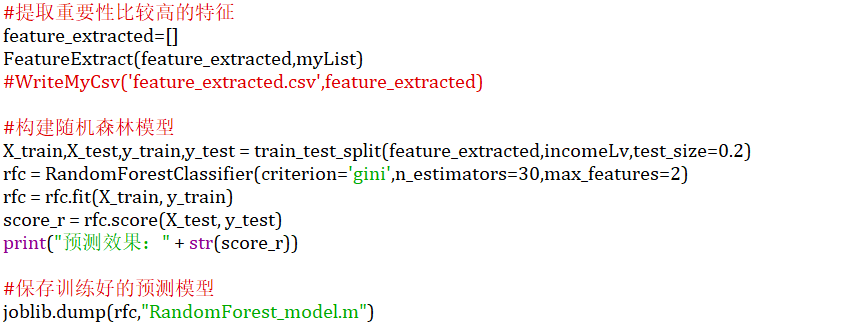 #提取重要性比较高的特征
feature_extracted=[]
FeatureExtract(feature_extracted,myList)
#WriteMyCsv('feature_extracted.csv',feature_extracted)
#构建随机森林模型
X_train,X_test,y_train,y_test = train_test_split(feature_extracted,incomeLv,test_size=0.2)
rfc = RandomForestClassifier(criterion='gini',n_estimators=30,max_features=2)
rfc = rfc.fit(X_train, y_train)
score_r = rfc.score(X_test, y_test)
print("预测效果：" + str(score_r))
#保存训练好的预测模型
joblib.dump(rfc,"RandomForest_model.m")